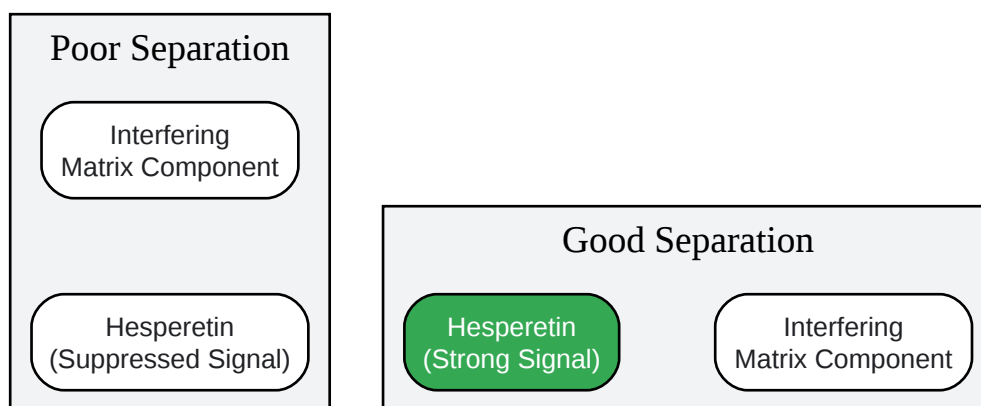 Poor Separation
Interfering
Matrix Component
Hesperetin
(Suppressed Signal)
Good Separation
Hesperetin
(Strong Signal)
Interfering
Matrix Component